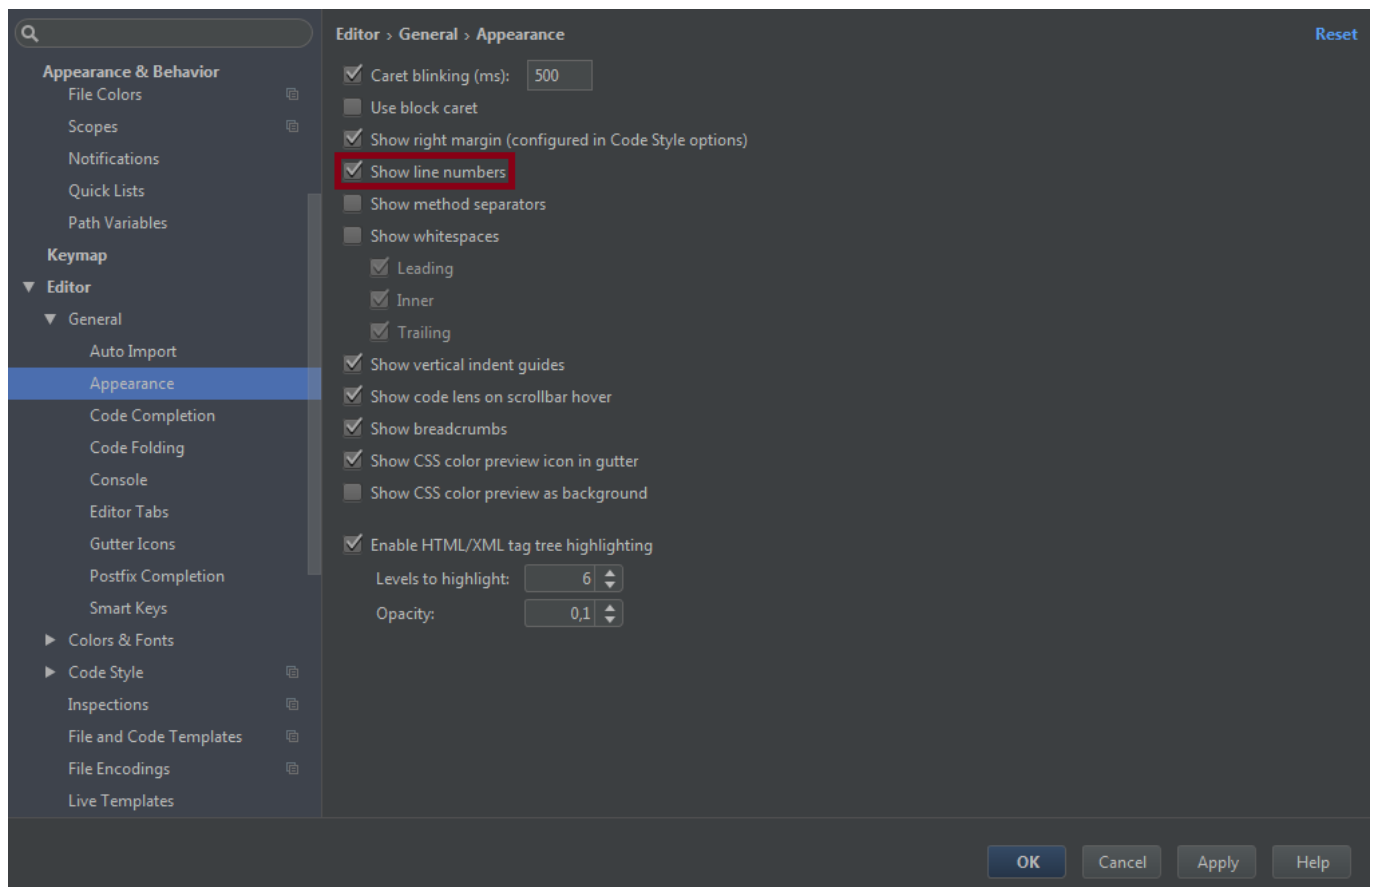 Appearance & Behavior
File Colors
Scopes
Notifications
Quick Lists
Path Variables
Keymap
Editor
General
Auto Import
Appearance
Code Completion
Code Folding
Console
Editor Tabs
Gutter Icons
Postfix Completion
Smart Keys
Colors & Fonts
Code Style
Inspections
File and Code Templates
File Encodings
Live Templates
Editor › General › Appearance
Reset
Caret blinking (ms): 500
Use block caret
Show right margin (configured in Code Style options)
Show line numbers
Show method separators
Show whitespaces
Leading
Inner
Trailing
Show vertical indent guides
Show code lens on scrollbar hover
Show breadcrumbs
Show CSS color preview icon in gutter
Show CSS color preview as background
Enable HTML/XML tag tree highlighting
Levels to highlight: 6
Opacity: 0,1
OK Cancel Apply Help